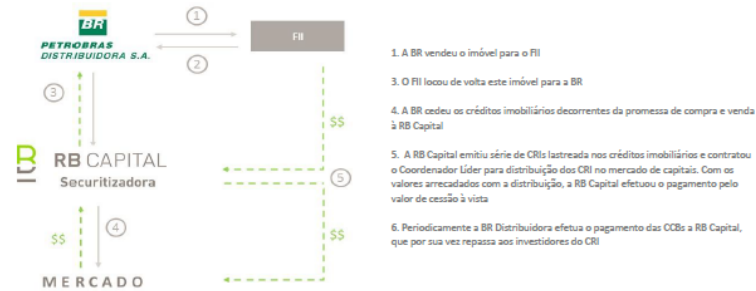 BR
PETROBRAS
DISTRIBUIDORA S.A.
1
2
FII
3
$$
RB CAPITAL
Securitizadora
5
$$
4
$$
MERCADO
1. A BR vendeu o imóvel para o FII
3. O FII locou de volta este imóvel para a BR
4. A BR cedeu os créditos imobiliários decorrentes da promessa de compra e venda
à RB Capital
5. A RB Capital emitiu série de CRIs lastreada nos créditos imobiliários e contratou
o Coordenador Líder para distribuição dos CRI no mercado de capitais. Com os
valores arrecadados com a distribuição, a RB Capital efetuou o pagamento pelo
valor de cessão à vista
6. Periodicamente a BR Distribuidora efetua o pagamento das CCBs a RB Capital,
que por sua vez repassa aos investidores do CRI